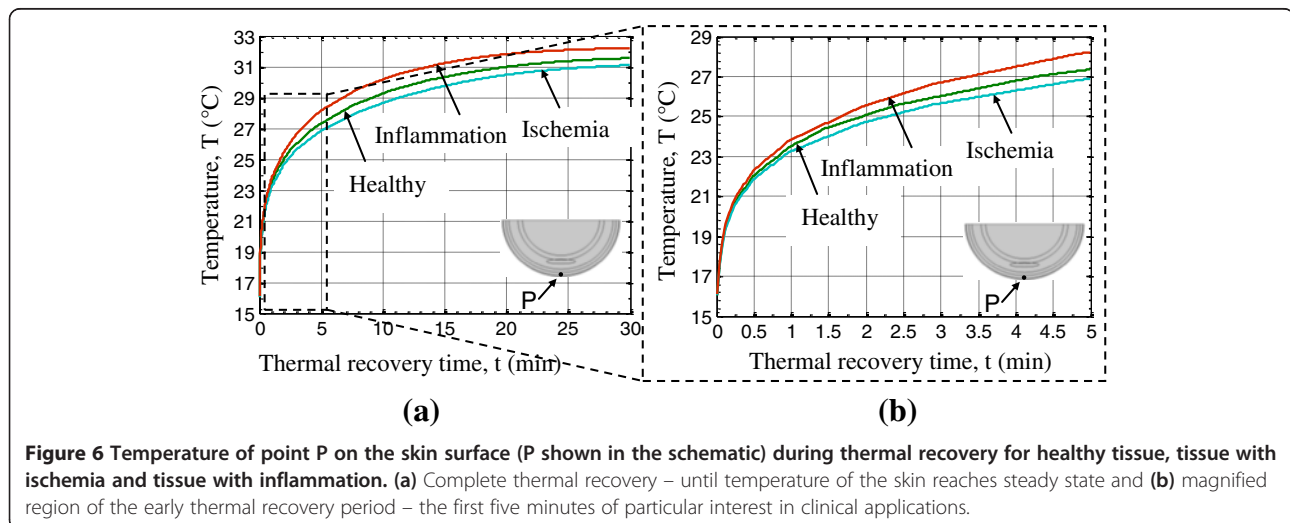 33
31
29
27
25
23
21
19
17
15
Temperature, T (°C)
Inflammation
Ischemia
Healthy
P
0 5 10 15 20 25 30
Thermal recovery time, t (min)
(a)
29
27
25
23
21
19
17
15
Temperature, T (°C)
Ischemia
Inflammation
Healthy
P
0 0.5 1 1.5 2 2.5 3 3.5 4 4.5 5
Thermal recovery time, t (min)
(b)
Figure 6 Temperature of point P on the skin surface (P shown in the schematic) during thermal recovery for healthy tissue, tissue with
ischemia and tissue with inflammation. (a) Complete thermal recovery – until temperature of the skin reaches steady state and (b) magnified
region of the early thermal recovery period – the first five minutes of particular interest in clinical applications.